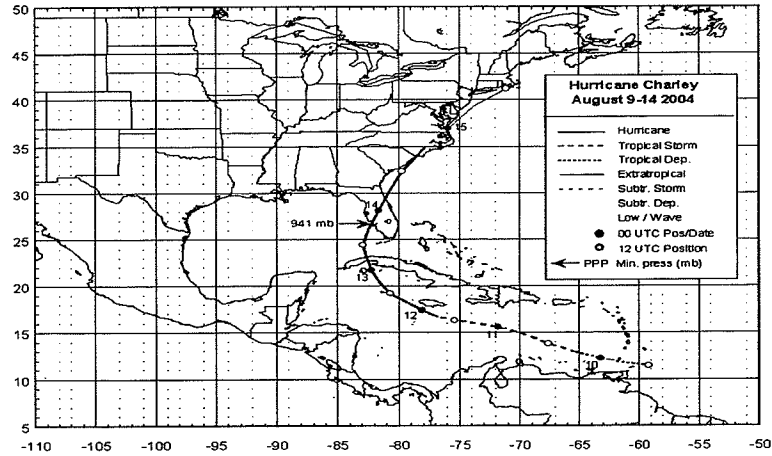 50
45
40
35
30
25
20
15
10
5
-110
-105
-100
-95
-90
-85
-80
-75
-70
-65
-60
-55
-50
Hurricane Charley
August 9-14 2004
Hurricane
Tropical Storm
Tropical Dep.
Extratropical
Subtr. Storm
Subtr. Dep.
Low / Wave
00 UTC Pos/Date
12 UTC Position
PPP Min. press (mb)
15
14
941 mb
13
12
11
10